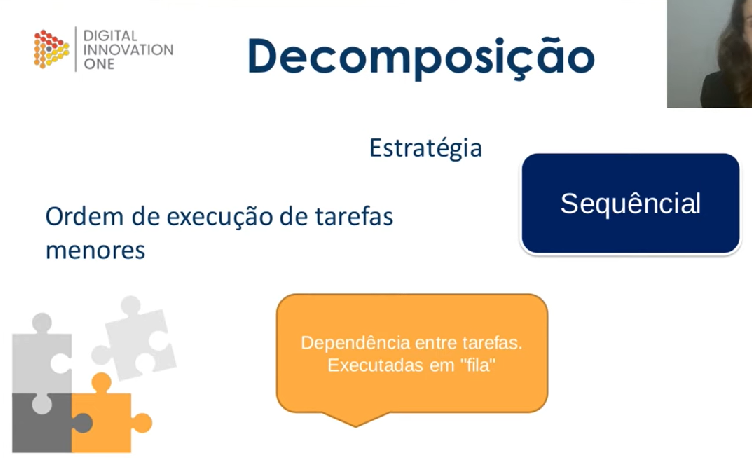 DIGITAL
INNOVATION
ONE
Decomposição
Estratégia
Sequêncial
Ordem de execução de tarefas
menores
Dependência entre tarefas.
Executadas em "fila"